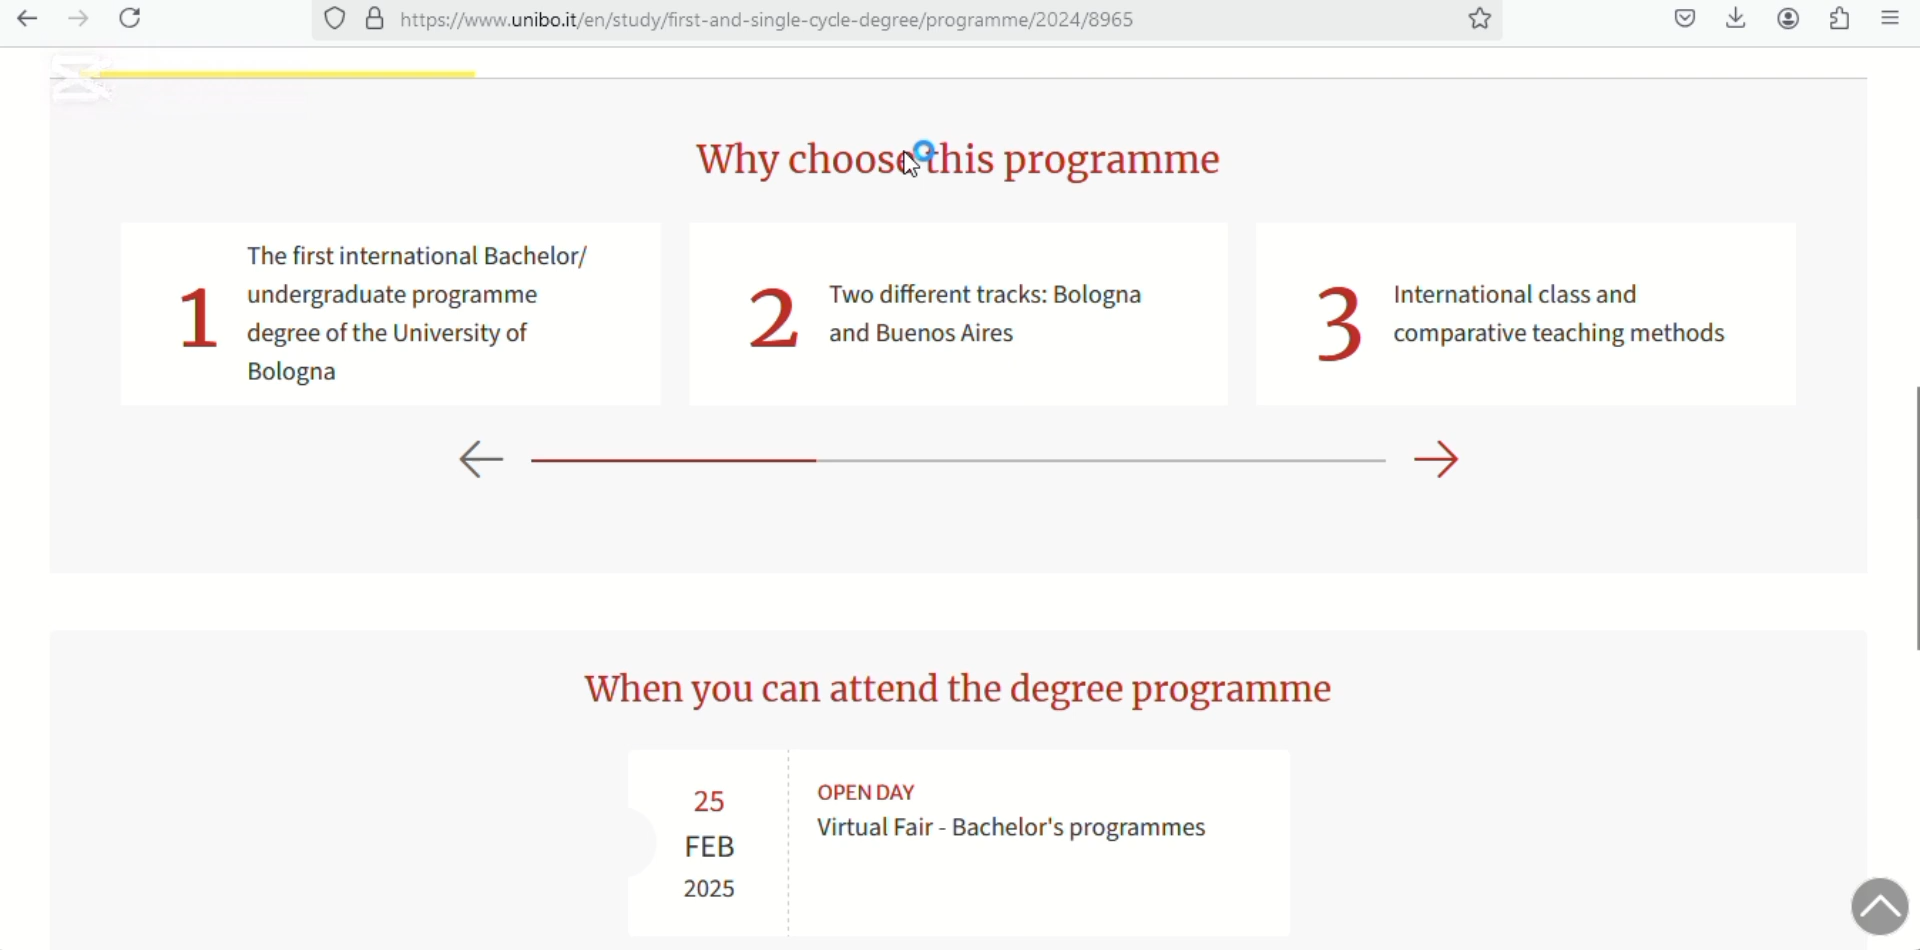 https://www.unibo.it/en/study/first-and-single-cycle-degree/programme/2024/8965
Why choose this programme
1
The first international Bachelor/
undergraduate programme
degree of the University of
Bologna
2
Two different tracks: Bologna
and Buenos Aires
3
International class and
comparative teaching methods
When you can attend the degree programme
25
FEB
2025
OPEN DAY
Virtual Fair - Bachelor's programmes